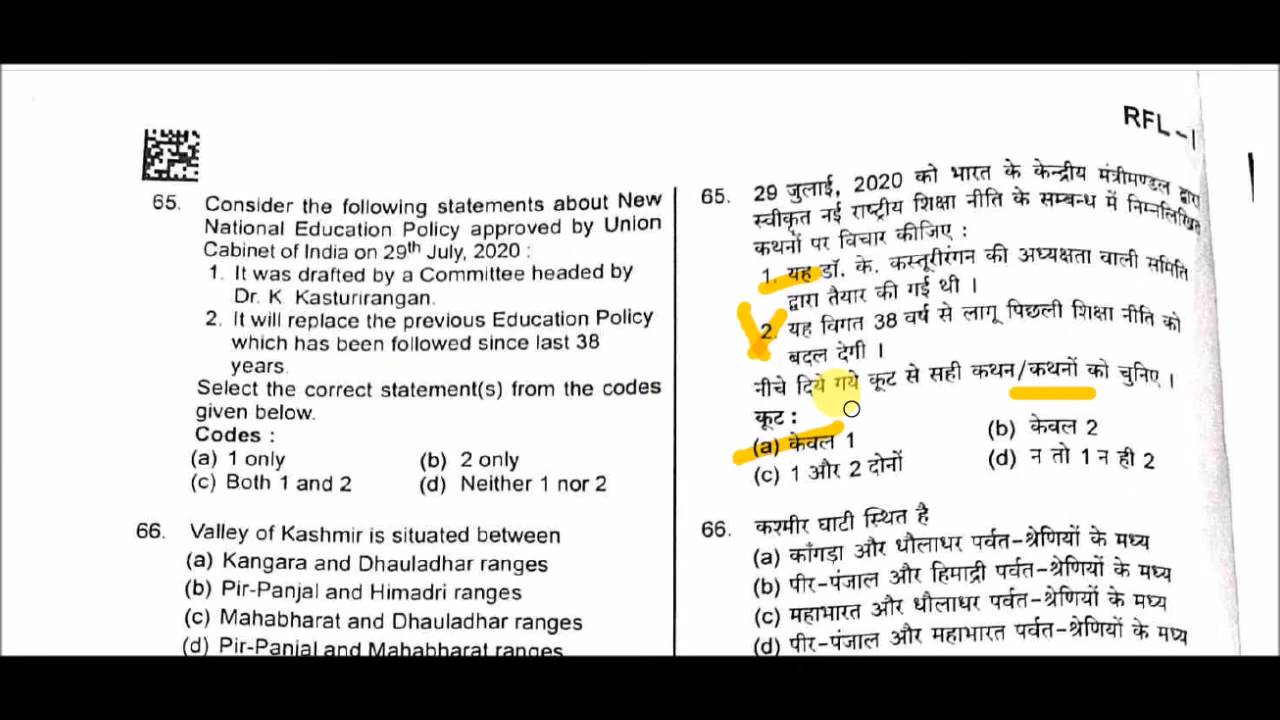 RFL-I
65. Consider the following statements about New
National Education Policy approved by Union
Cabinet of India on 29th July, 2020 :
1. It was drafted by a Committee headed by
Dr. K Kasturirangan.
2. It will replace the previous Education Policy
which has been followed since last 38
years.
Select the correct statement(s) from the codes
given below.
Codes :
(a) 1 only (b) 2 only
(c) Both 1 and 2 (d) Neither 1 nor 2
66. Valley of Kashmir is situated between
(a) Kangara and Dhauladhar ranges
(b) Pir-Panjal and Himadri ranges
(c) Mahabharat and Dhauladhar ranges
(d) Pir-Panjal and Mahabharat ranges
65. 29 जुलाई, 2020 को भारत के केन्द्रीय मंत्रीमण्डल द्वारा
स्वीकृत नई राष्ट्रीय शिक्षा नीति के सम्बन्ध में निम्नलिखित
कथनों पर विचार कीजिए :
1. यह डॉ. के. कस्तूरीरंगन की अध्यक्षता वाली समिति
द्वारा तैयार की गई थी ।
2. यह विगत 38 वर्ष से लागू पिछली शिक्षा नीति को
बदल देगी ।
नीचे दिये गये कूट से सही कथन/कथनों को चुनिए ।
कूट :
(a) केवल 1 (b) केवल 2
(c) 1 और 2 दोनों (d) न तो 1 न ही 2
66. कश्मीर घाटी स्थित है
(a) काँगड़ा और धौलाधर पर्वत-श्रेणियों के मध्य
(b) पीर-पंजाल और हिमाद्री पर्वत-श्रेणियों के मध्य
(c) महाभारत और धौलाधर पर्वत-श्रेणियों के मध्य
(d) पीर-पंजाल और महाभारत पर्वत-श्रेणियों के मध्य